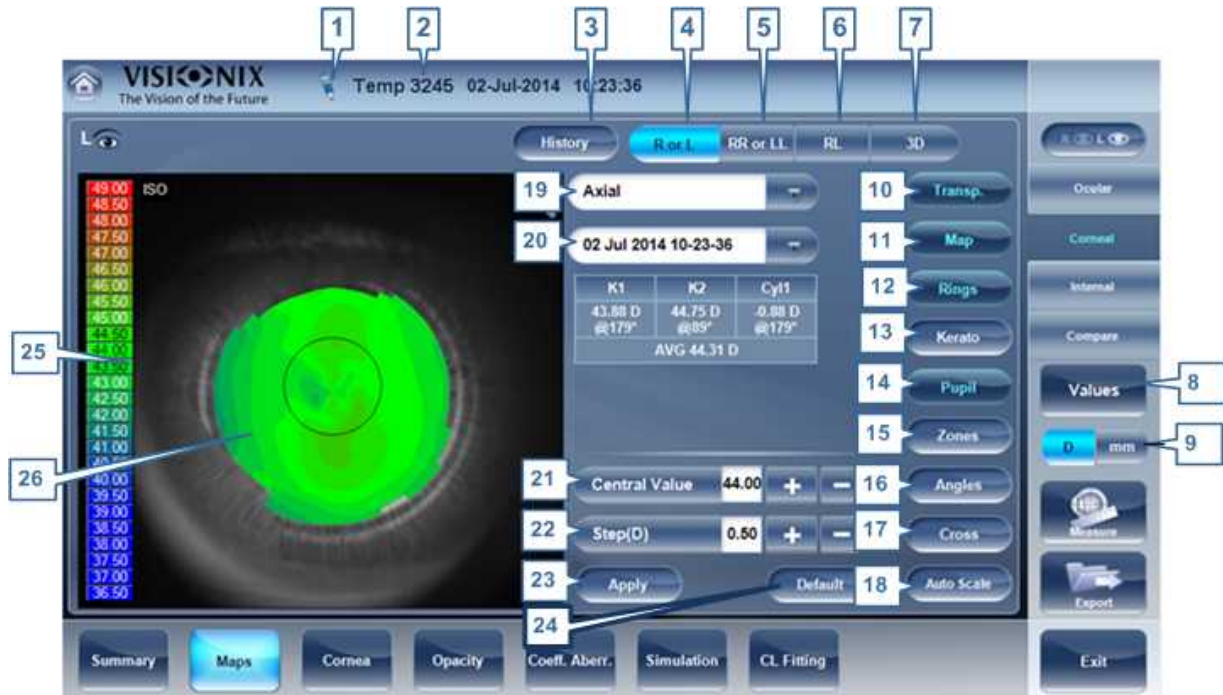 1 2 3 4 5 6 7
VISIONIX
The Vision of the Future
Temp 3245 02-Jul-2014 10:23:36
L
History R or L RR or LL RL 3D
R L
ISO
49.00
48.50
48.00
47.50
47.00
46.50
46.00
45.50
45.00
44.50
44.00
43.50
43.00
42.50
42.00
41.50
41.00
40.00
39.50
39.00
38.50
38.00
37.50
37.00
36.50
25
26
19 Axial
20 02 Jul 2014 10-23-36
K1 K2 Cyl1
43.88 D 44.75 D -0.88 D
@179° @89° @179°
AVG 44.31 D
21 Central Value 44.00 + -
22 Step(D) 0.50 + -
23 Apply Default
24
10 Transp.
11 Map
12 Rings
13 Kerato
14 Pupil
15 Zones
16 Angles
17 Cross
18 Auto Scale
Ocular
Corneal
Internal
Compare
Values 8
D mm 9
Measure
Export
Summary Maps Cornea Opacity Coeff. Aberr. Simulation CL Fitting Exit